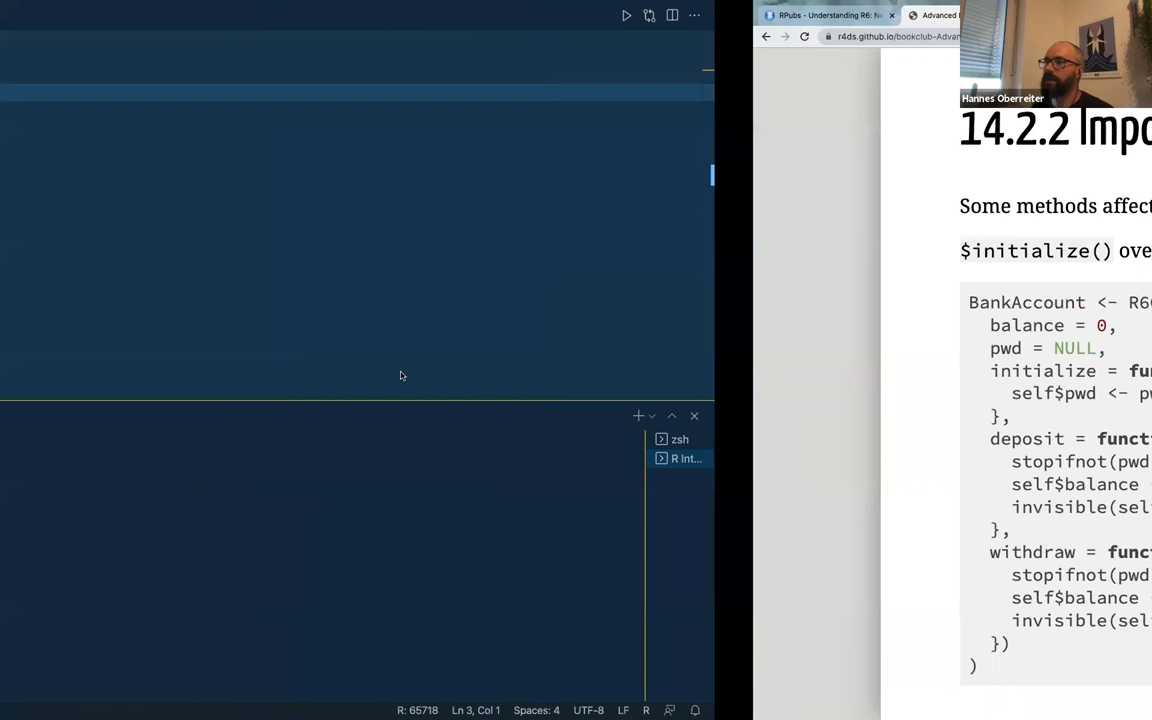 RPubs - Understanding R6: Ne
Advanced
r4ds.github.io/bookclub-Advan
Hannes Oberreiter
14.2.2 Impo
Some methods affect
$initialize() ove
BankAccount <- R6
balance = 0,
pwd = NULL,
initialize = fu
self$pwd <- p
},
deposit = funct
stopifnot(pwd
self$balance
invisible(sel
},
withdraw = func
stopifnot(pwd
self$balance
invisible(sel
})
)
zsh
R Int...
R: 65718
Ln 3, Col 1
Spaces: 4
UTF-8
LF
R